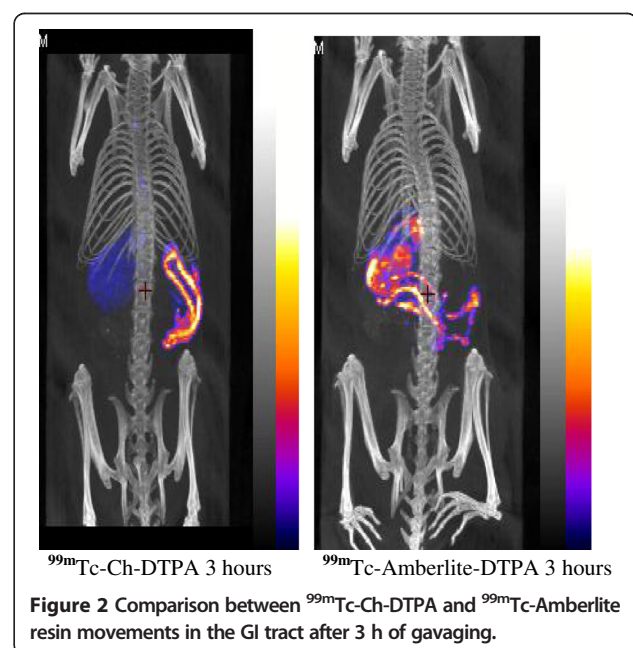 M
M
⁹⁹ᵐTc-Ch-DTPA 3 hours
⁹⁹ᵐTc-Amberlite-DTPA 3 hours
Figure 2 Comparison between ⁹⁹ᵐTc-Ch-DTPA and ⁹⁹ᵐTc-Amberlite
resin movements in the GI tract after 3 h of gavaging.